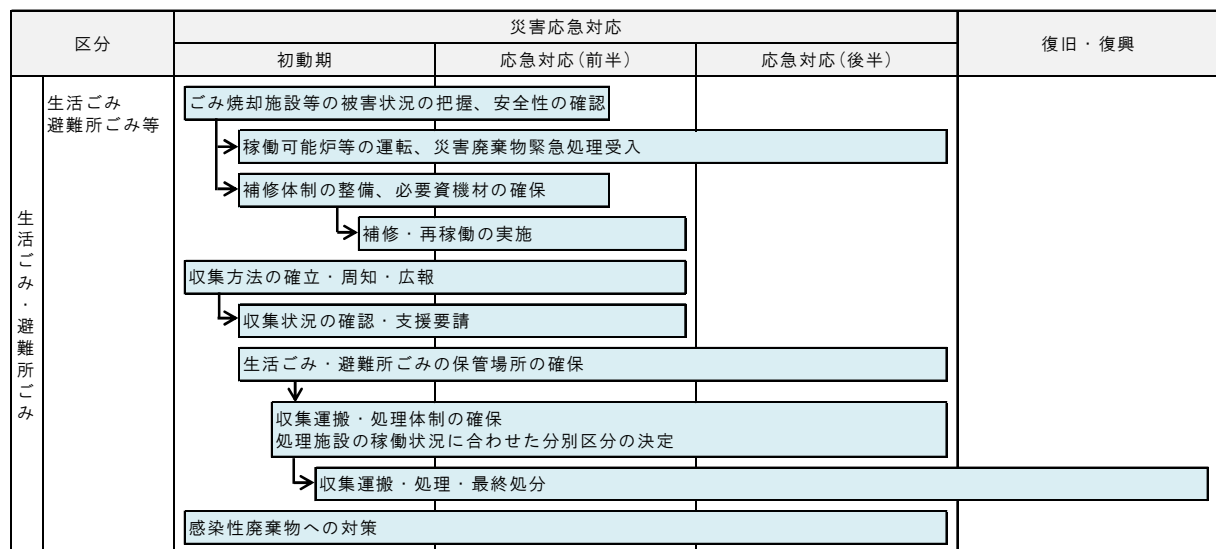 区分
災害応急対応
復旧・復興
初動期
応急対応(前半)
応急対応(後半)
生活ごみ・避難所ごみ
生活ごみ
避難所ごみ等
ごみ焼却施設等の被害状況の把握、安全性の確認
稼働可能炉等の運転、災害廃棄物緊急処理受入
補修体制の整備、必要資機材の確保
補修・再稼働の実施
収集方法の確立・周知・広報
収集状況の確認・支援要請
生活ごみ・避難所ごみの保管場所の確保
収集運搬・処理体制の確保
処理施設の稼働状況に合わせた分別区分の決定
収集運搬・処理・最終処分
感染性廃棄物への対策